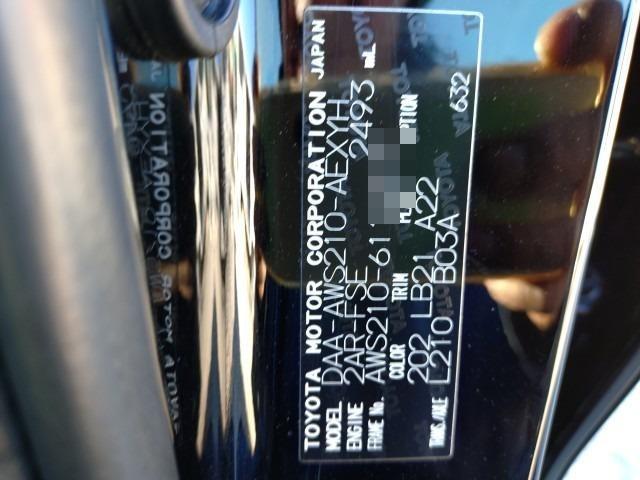 TOYOTA MOTOR CORPORATION JAPAN
MODEL DAA-AWS210-AEXYH
ENGINE 2AR-FSE 2493 mL
FRAME No. AWS210-61
COLOR TRIM OPTION
202 LB21 A22
TRANS./AXLE L210 B03A 632